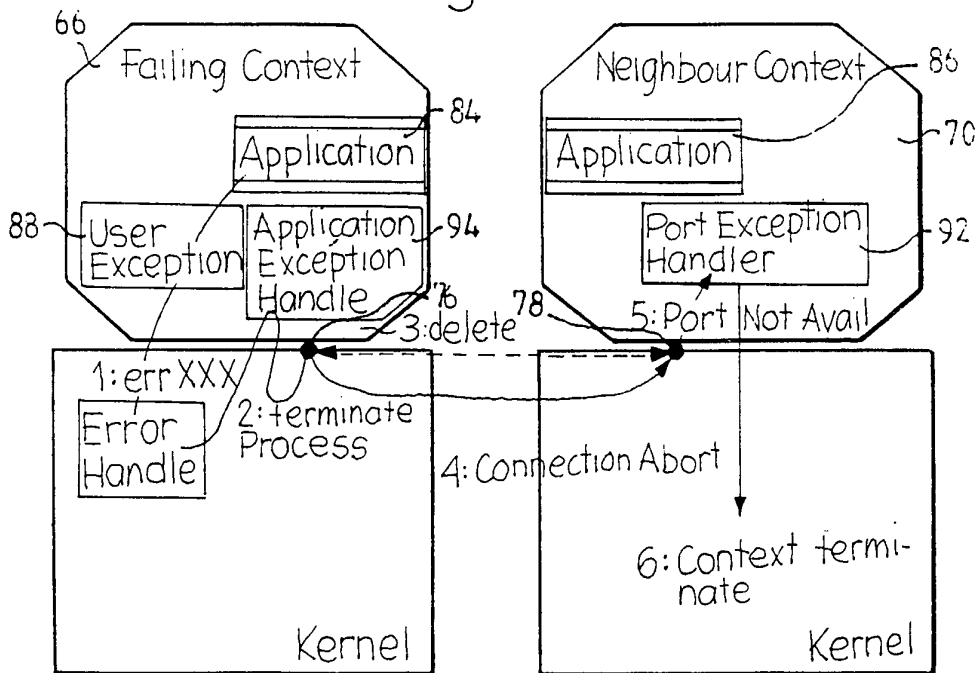 66
Failing Context
84
Application
88
User
Exception
Application
Exception
Handle
94
76
3:delete
1:err XXX
Error
Handle
2:terminate
Process
Kernel
Neighbour Context
86
70
Application
Port Exception
Handler
92
78
5:Port Not Avail
4:Connection Abort
6:Context termi-
nate
Kernel